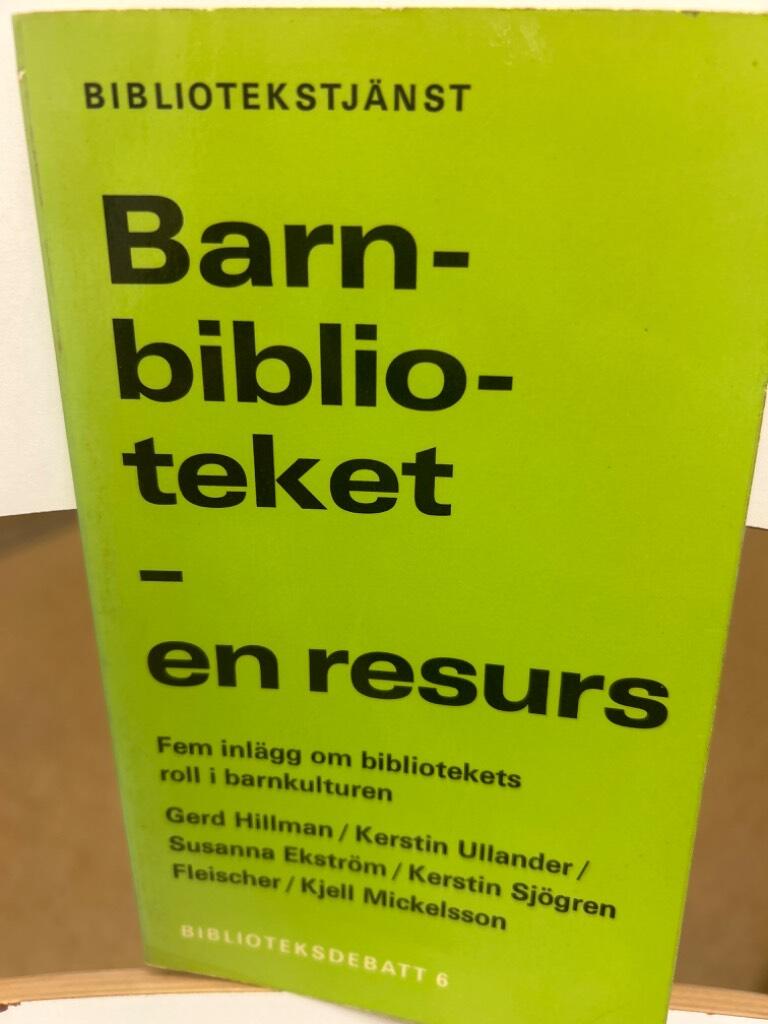 BIBLIOTEKSTJÄNST
Barn-
biblio-
teket
–
en resurs
Fem inlägg om bibliotekets
roll i barnkulturen
Gerd Hillman / Kerstin Ullander /
Susanna Ekström / Kerstin Sjögren
Fleischer / Kjell Mickelsson
BIBLIOTEKSDEBATT 6